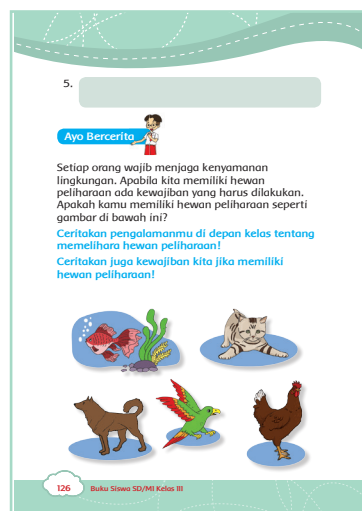 5.
Ayo Bercerita
Setiap orang wajib menjaga kenyamanan
lingkungan. Apabila kita memiliki hewan
peliharaan ada kewajiban yang harus dilakukan.
Apakah kamu memiliki hewan peliharaan seperti
gambar di bawah ini?
Ceritakan pengalamanmu di depan kelas tentang
memelihara hewan peliharaan!
Ceritakan juga kewajiban kita jika memiliki
hewan peliharaan!
126
Buku Siswa SD/MI Kelas III